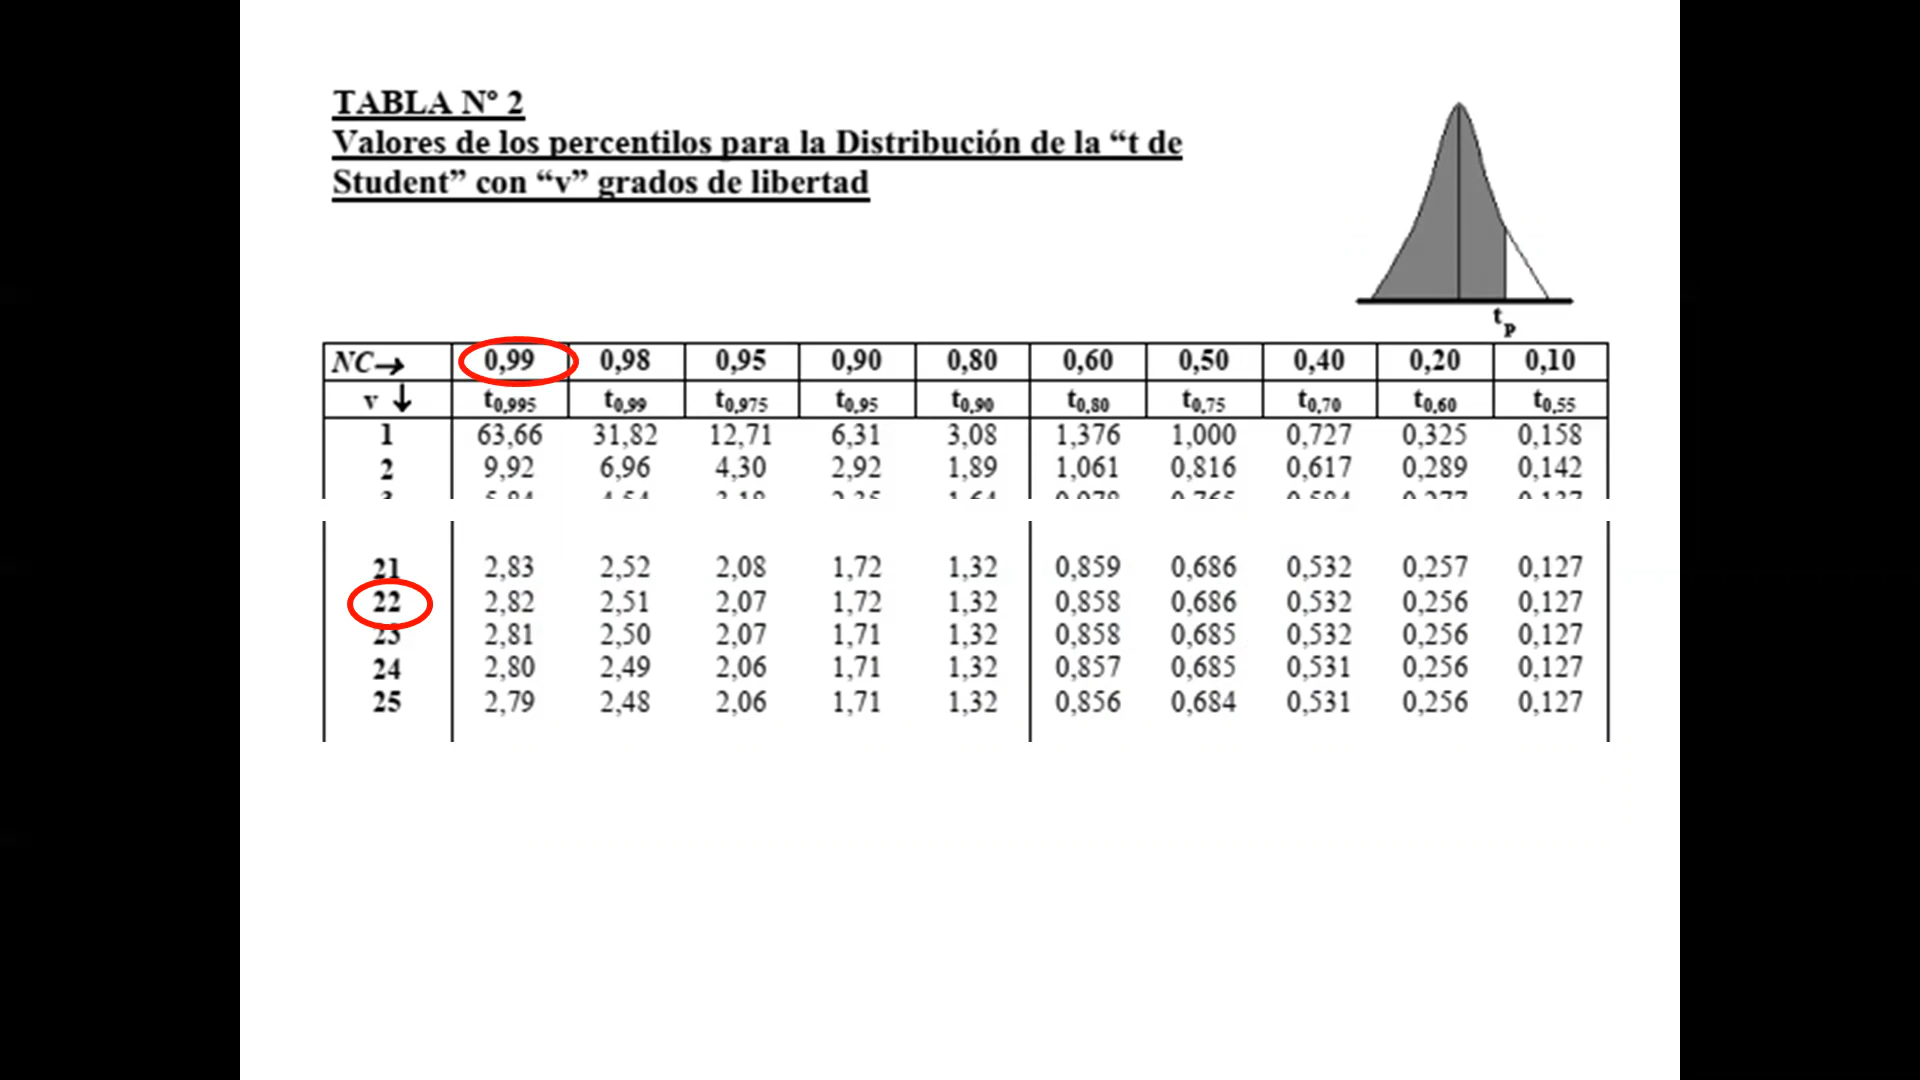 TABLA Nº 2
Valores de los percentilos para la Distribución de la “t de
Student” con “v” grados de libertad
tp
NC→ 0,99 0,98 0,95 0,90 0,80 0,60 0,50 0,40 0,20 0,10
v ↓ t0,995 t0,99 t0,975 t0,95 t0,90 t0,80 t0,75 t0,70 t0,60 t0,55
1 63,66 31,82 12,71 6,31 3,08 1,376 1,000 0,727 0,325 0,158
2 9,92 6,96 4,30 2,92 1,89 1,061 0,816 0,617 0,289 0,142
21 2,83 2,52 2,08 1,72 1,32 0,859 0,686 0,532 0,257 0,127
22 2,82 2,51 2,07 1,72 1,32 0,858 0,686 0,532 0,256 0,127
23 2,81 2,50 2,07 1,71 1,32 0,858 0,685 0,532 0,256 0,127
24 2,80 2,49 2,06 1,71 1,32 0,857 0,685 0,531 0,256 0,127
25 2,79 2,48 2,06 1,71 1,32 0,856 0,684 0,531 0,256 0,127